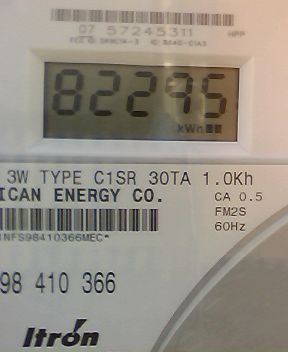 07 57245311 HPP
82295
kWh
3W TYPE C1SR 30TA 1.0Kh
ICAN ENERGY CO. CA 0.5
FM2S
60Hz
98 410 366
Itron